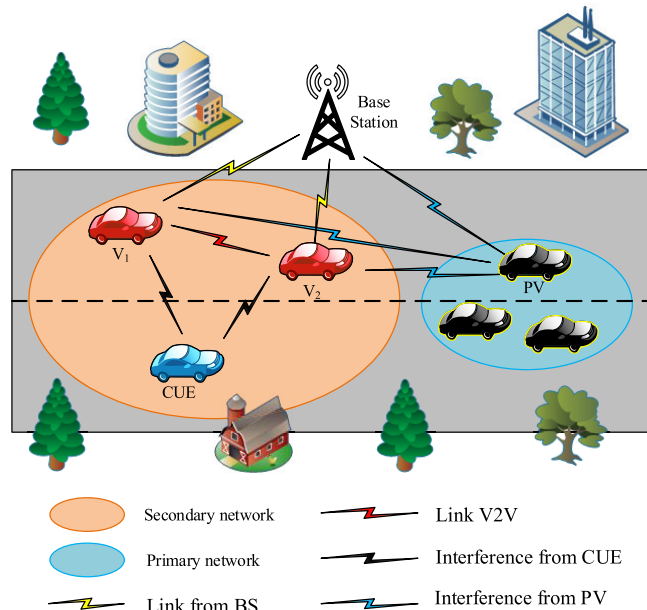 Base
Station
V1
V2
PV
CUE
Secondary network
Link V2V
Primary network
Interference from CUE
Link from BS
Interference from PV